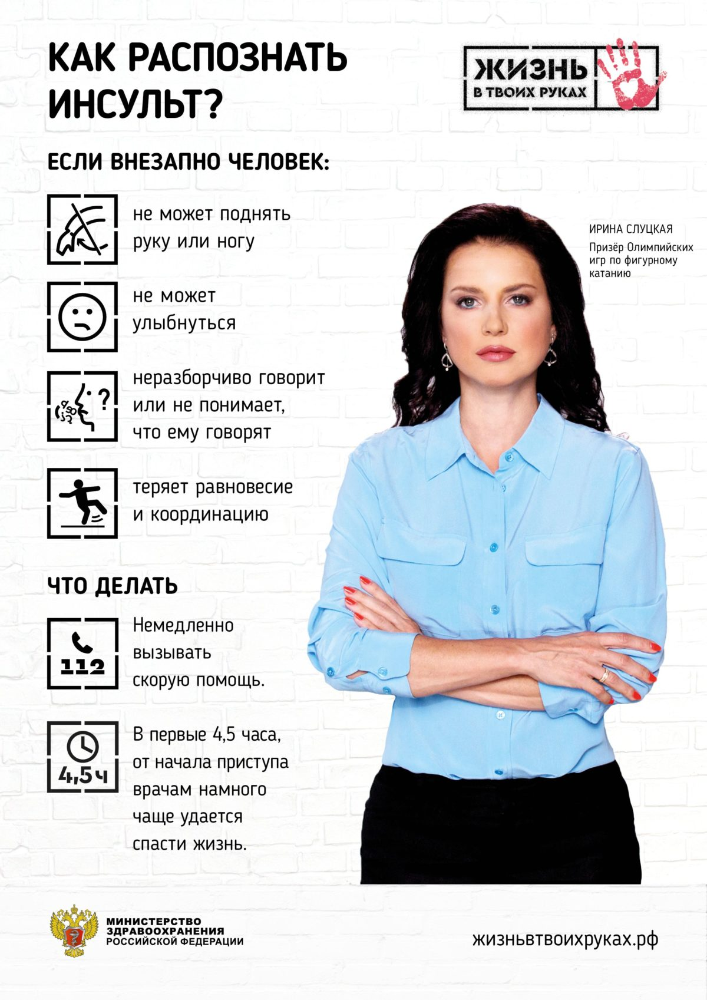 КАК РАСПОЗНАТЬ
ИНСУЛЬТ?
ЖИЗНЬ
В ТВОИХ РУКАХ
ЕСЛИ ВНЕЗАПНО ЧЕЛОВЕК:
не может поднять
руку или ногу
не может
улыбнуться
?
неразборчиво говорит
или не понимает,
что ему говорят
теряет равновесие
и координацию
ИРИНА СЛУЦКАЯ
Призёр Олимпийских
игр по фигурному
катанию
ЧТО ДЕЛАТЬ
112
Немедленно
вызывать
скорую помощь.
4,5 ч
В первые 4,5 часа,
от начала приступа
врачам намного
чаще удается
спасти жизнь.
МИНИСТЕРСТВО
ЗДРАВООХРАНЕНИЯ
РОССИЙСКОЙ ФЕДЕРАЦИИ
жизньвтвоихруках.рф